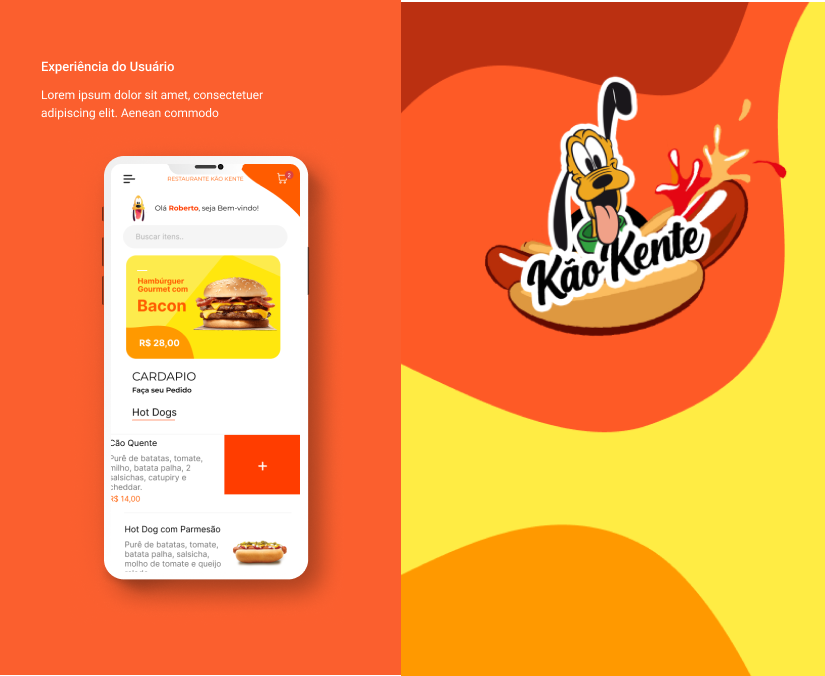 Experiência do Usuário
Lorem ipsum dolor sit amet, consectetuer
adipiscing elit. Aenean commodo
RESTAURANTE KÃO KENTE
2
Olá Roberto, seja Bem-vindo!
Buscar itens..
Hambúrguer
Gourmet com
Bacon
R$ 28,00
CARDAPIO
Faça seu Pedido
Hot Dogs
Cão Quente
Purê de batatas, tomate,
milho, batata palha, 2
salsichas, catupiry e
cheddar.
R$ 14,00
+
Hot Dog com Parmesão
Purê de batatas, tomate,
batata palha, salsicha,
molho de tomate e queijo
Kão Kente